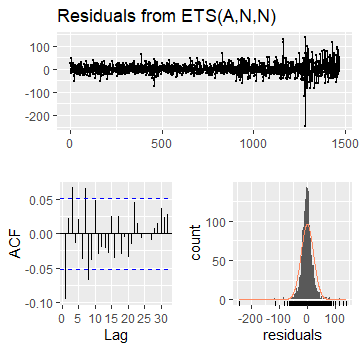 Residuals from ETS(A,N,N)
100
0
-100
-200
0 500 1000 1500
ACF
0.05
0.00
-0.05
-0.10
0 5 10 15 20 25 30
Lag
count
100
50
0
-200 -100 0 100
residuals